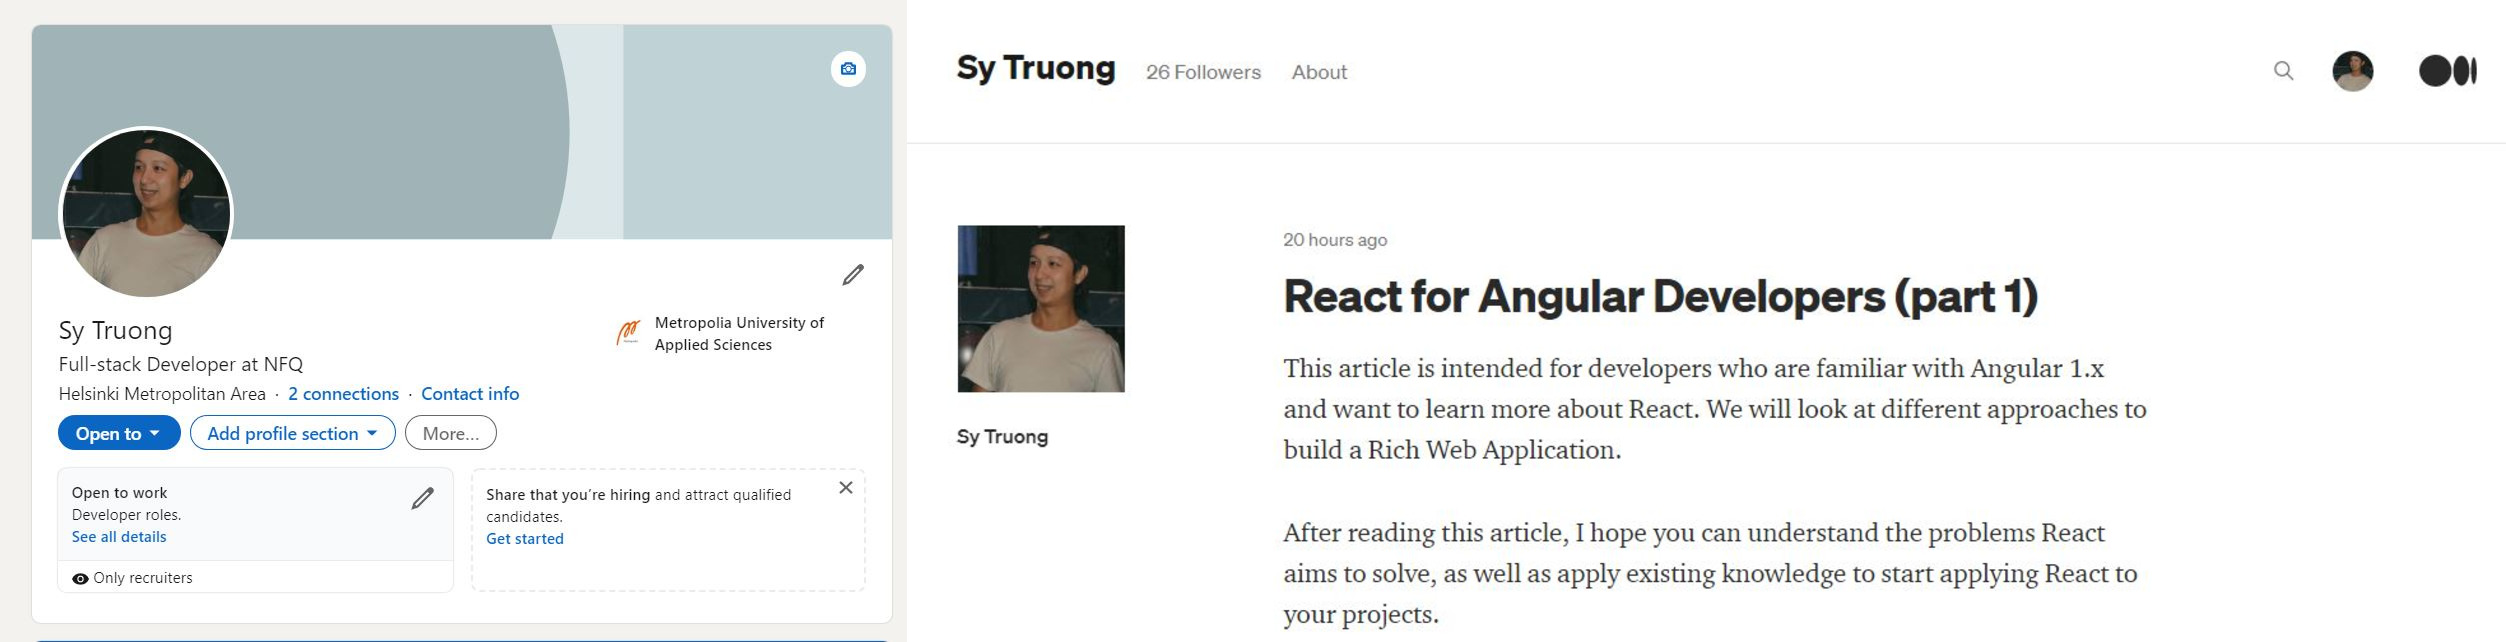 Sy Truong
Full-stack Developer at NFQ
Helsinki Metropolitan Area · 2 connections · Contact info
Metropolia University of
Applied Sciences
Open to
Add profile section
More...
Open to work
Developer roles.
See all details
Only recruiters
Share that you're hiring and attract qualified
candidates.
Get started
Sy Truong
26 Followers
About
Sy Truong
20 hours ago
React for Angular Developers (part 1)
This article is intended for developers who are familiar with Angular 1.x
and want to learn more about React. We will look at different approaches to
build a Rich Web Application.
After reading this article, I hope you can understand the problems React
aims to solve, as well as apply existing knowledge to start applying React to
your projects.